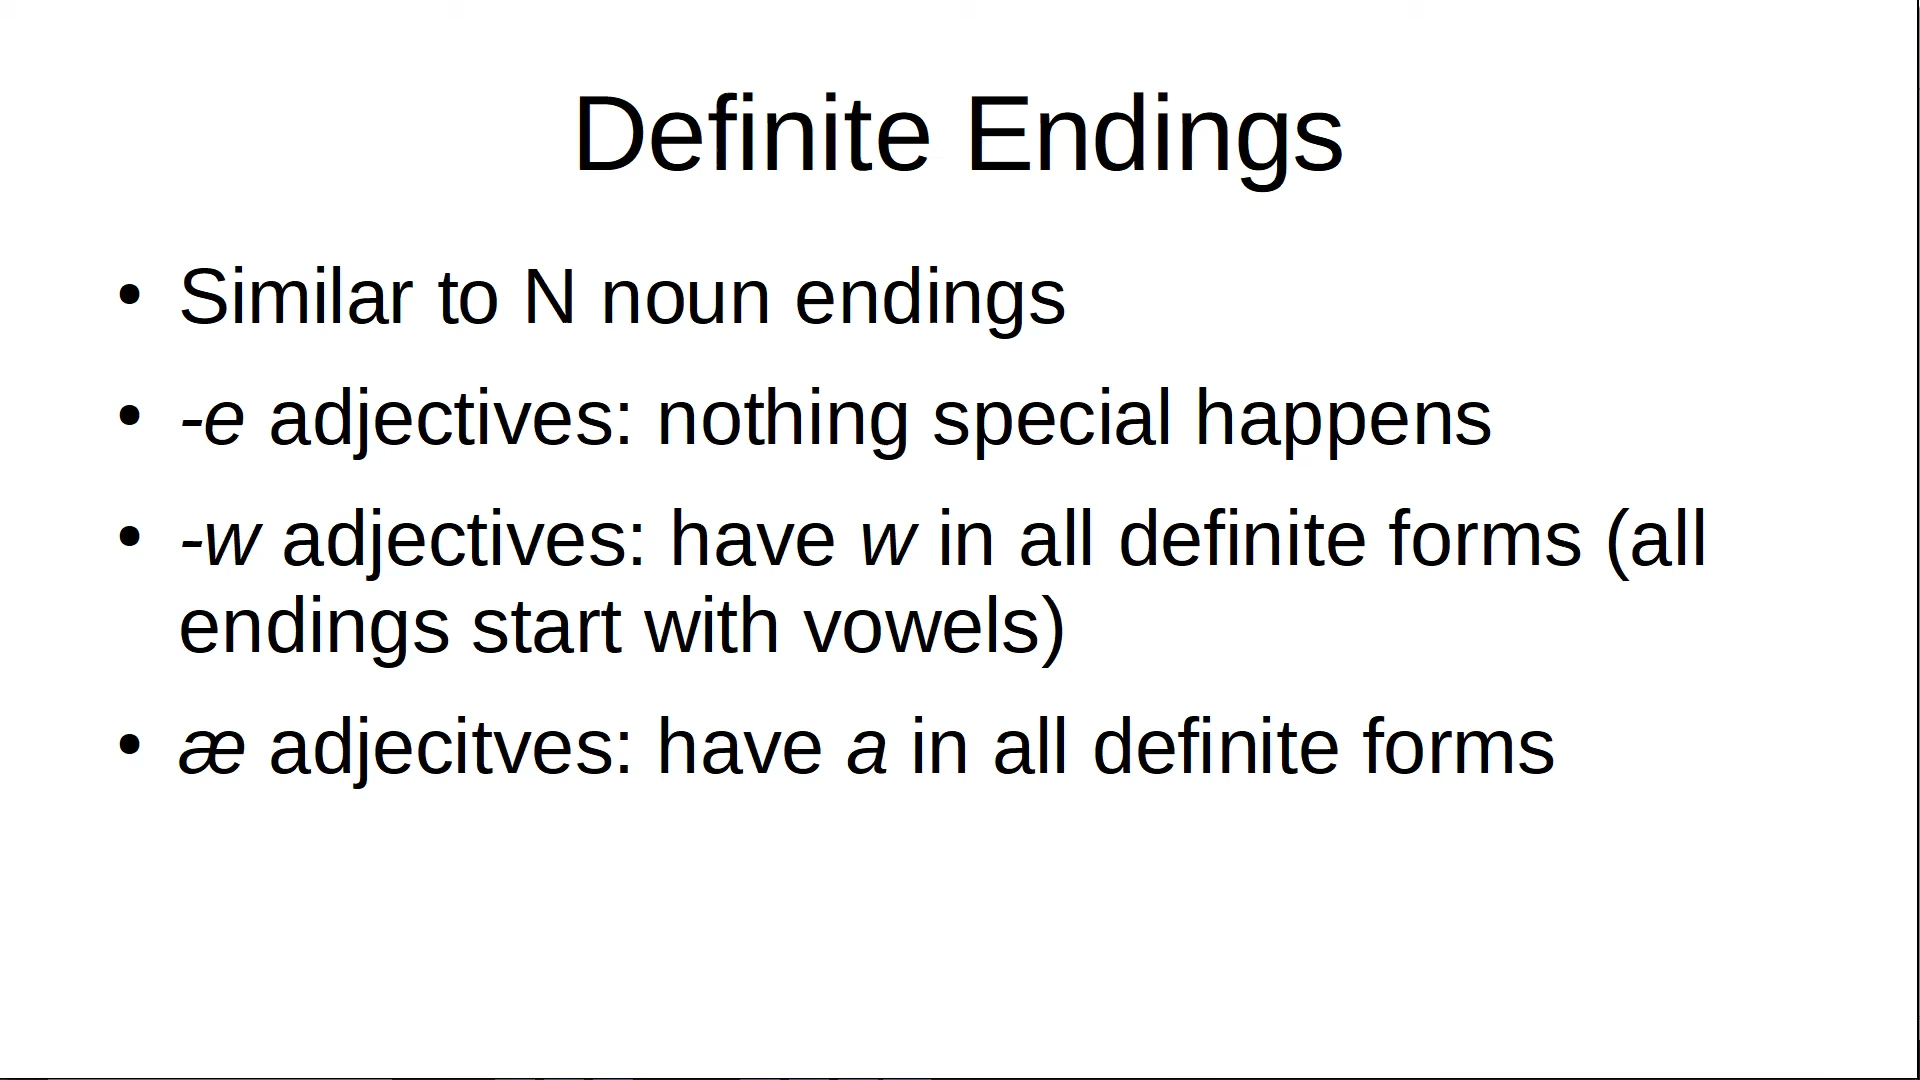 Definite Endings
• Similar to N noun endings
• -e adjectives: nothing special happens
• -w adjectives: have w in all definite forms (all
endings start with vowels)
• æ adjecitves: have a in all definite forms